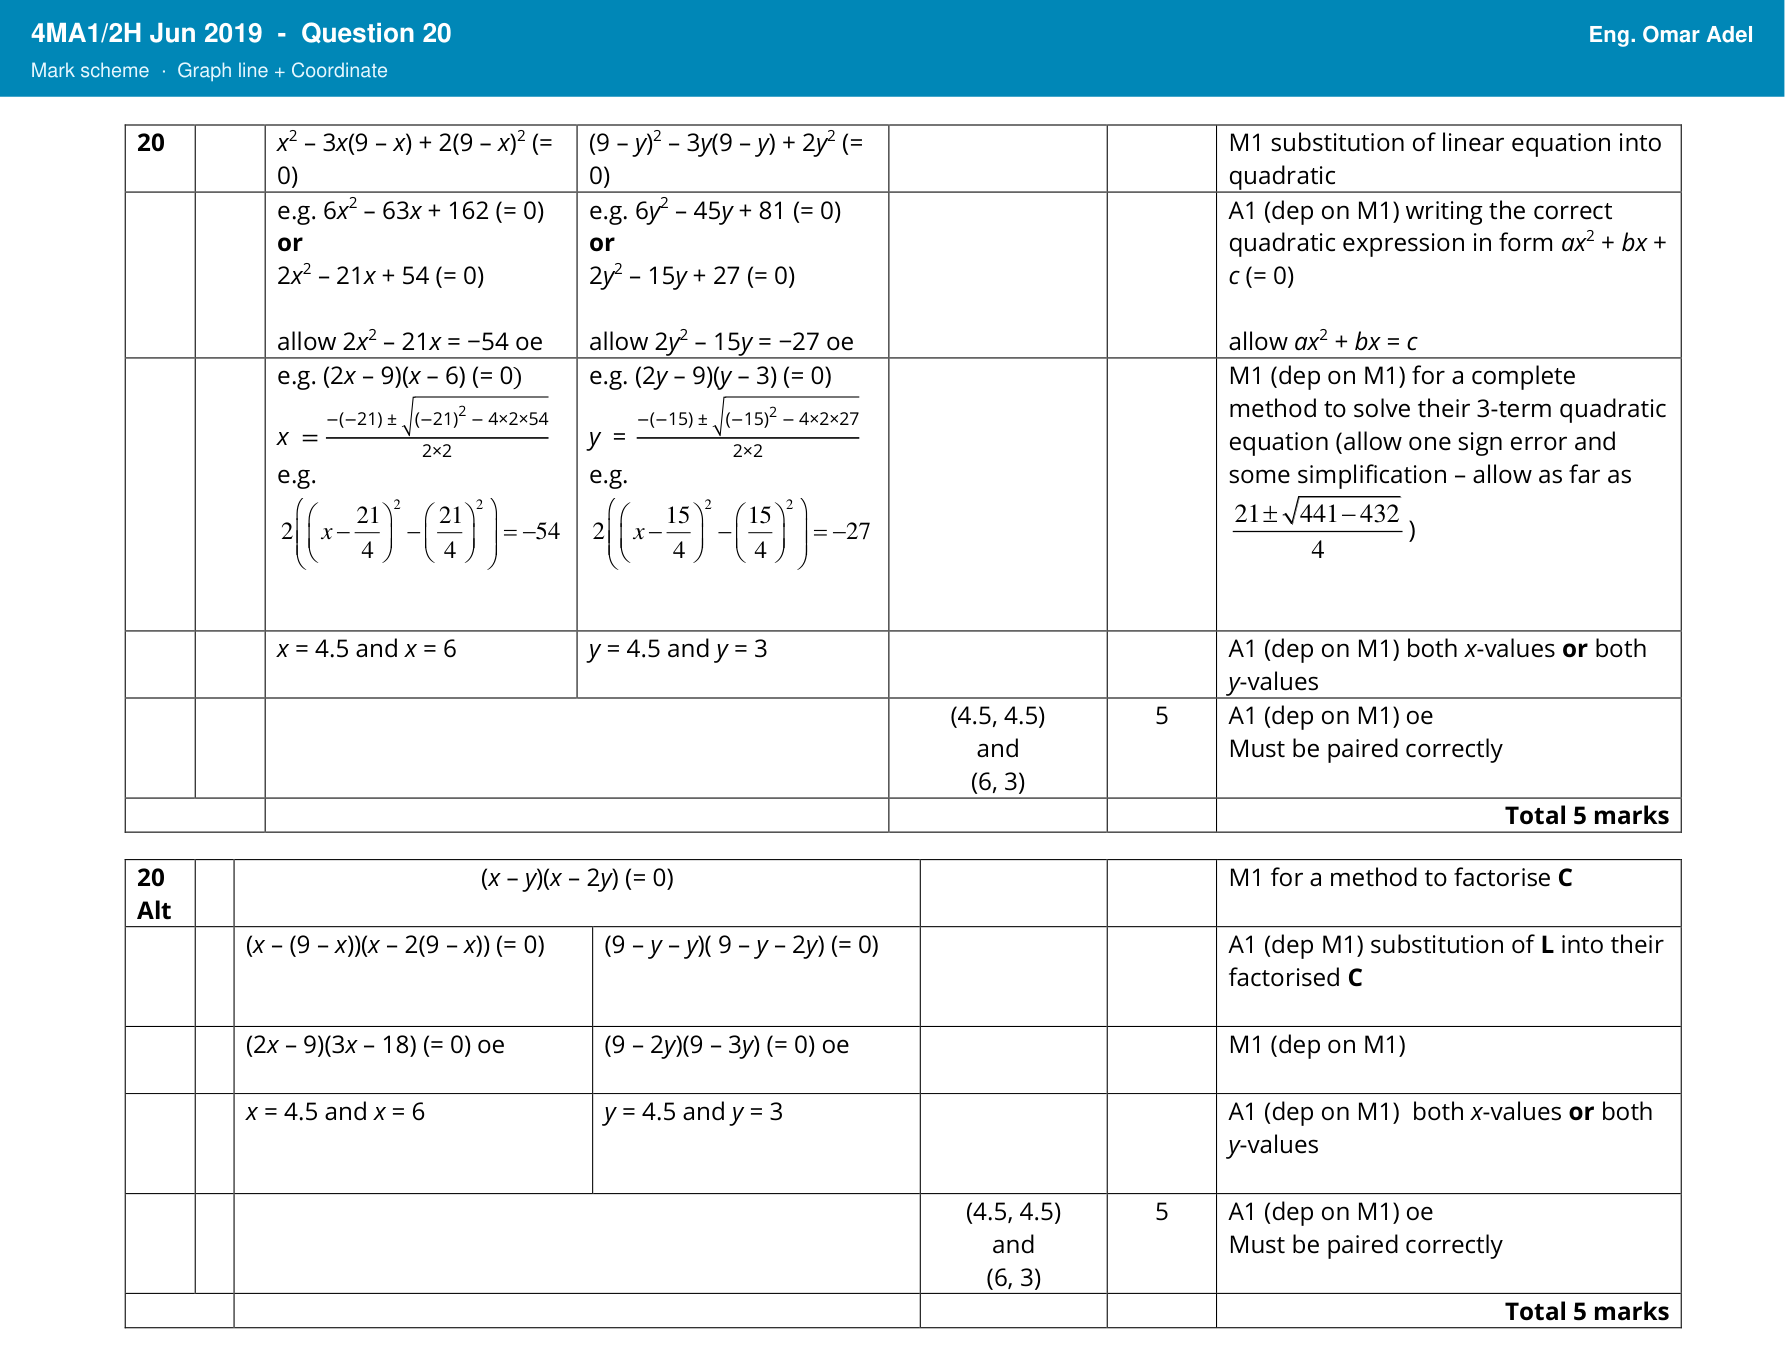 4MA1/2H Jun 2019 - Question 20
Eng. Omar Adel
Mark scheme · Graph line + Coordinate
20
x² – 3x(9 – x) + 2(9 – x)² (=
0)
(9 – y)² – 3y(9 – y) + 2y² (=
0)
M1 substitution of linear equation into
quadratic
e.g. 6x² – 63x + 162 (= 0)
or
2x² – 21x + 54 (= 0)
allow 2x² – 21x = −54 oe
e.g. 6y² – 45y + 81 (= 0)
or
2y² – 15y + 27 (= 0)
allow 2y² – 15y = −27 oe
A1 (dep on M1) writing the correct
quadratic expression in form ax² + bx +
c (= 0)
allow ax² + bx = c
e.g. (2x – 9)(x – 6) (= 0)
x = (−(−21) ± √((−21)² − 4×2×54)) / (2×2)
e.g.
2((x − 21/4)² − (21/4)²) = −54
e.g. (2y – 9)(y – 3) (= 0)
y = (−(−15) ± √((−15)² − 4×2×27)) / (2×2)
e.g.
2((x − 15/4)² − (15/4)²) = −27
M1 (dep on M1) for a complete
method to solve their 3-term quadratic
equation (allow one sign error and
some simplification – allow as far as
(21 ± √(441 − 432)) / 4 )
x = 4.5 and x = 6
y = 4.5 and y = 3
A1 (dep on M1) both x-values or both
y-values
(4.5, 4.5)
and
(6, 3)
5
A1 (dep on M1) oe
Must be paired correctly
Total 5 marks
20
Alt
(x – y)(x – 2y) (= 0)
M1 for a method to factorise C
(x – (9 – x))(x – 2(9 – x)) (= 0)
(9 – y – y)( 9 – y – 2y) (= 0)
A1 (dep M1) substitution of L into their
factorised C
(2x – 9)(3x – 18) (= 0) oe
(9 – 2y)(9 – 3y) (= 0) oe
M1 (dep on M1)
x = 4.5 and x = 6
y = 4.5 and y = 3
A1 (dep on M1) both x-values or both
y-values
(4.5, 4.5)
and
(6, 3)
5
A1 (dep on M1) oe
Must be paired correctly
Total 5 marks